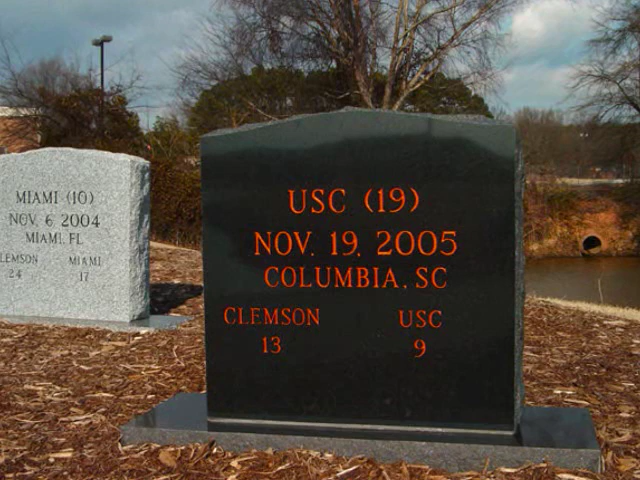 MIAMI (10)
NOV. 6 2004
MIAMI, FL
LEMSON MIAMI
24 17
USC (19)
NOV. 19, 2005
COLUMBIA, SC
CLEMSON USC
13 9